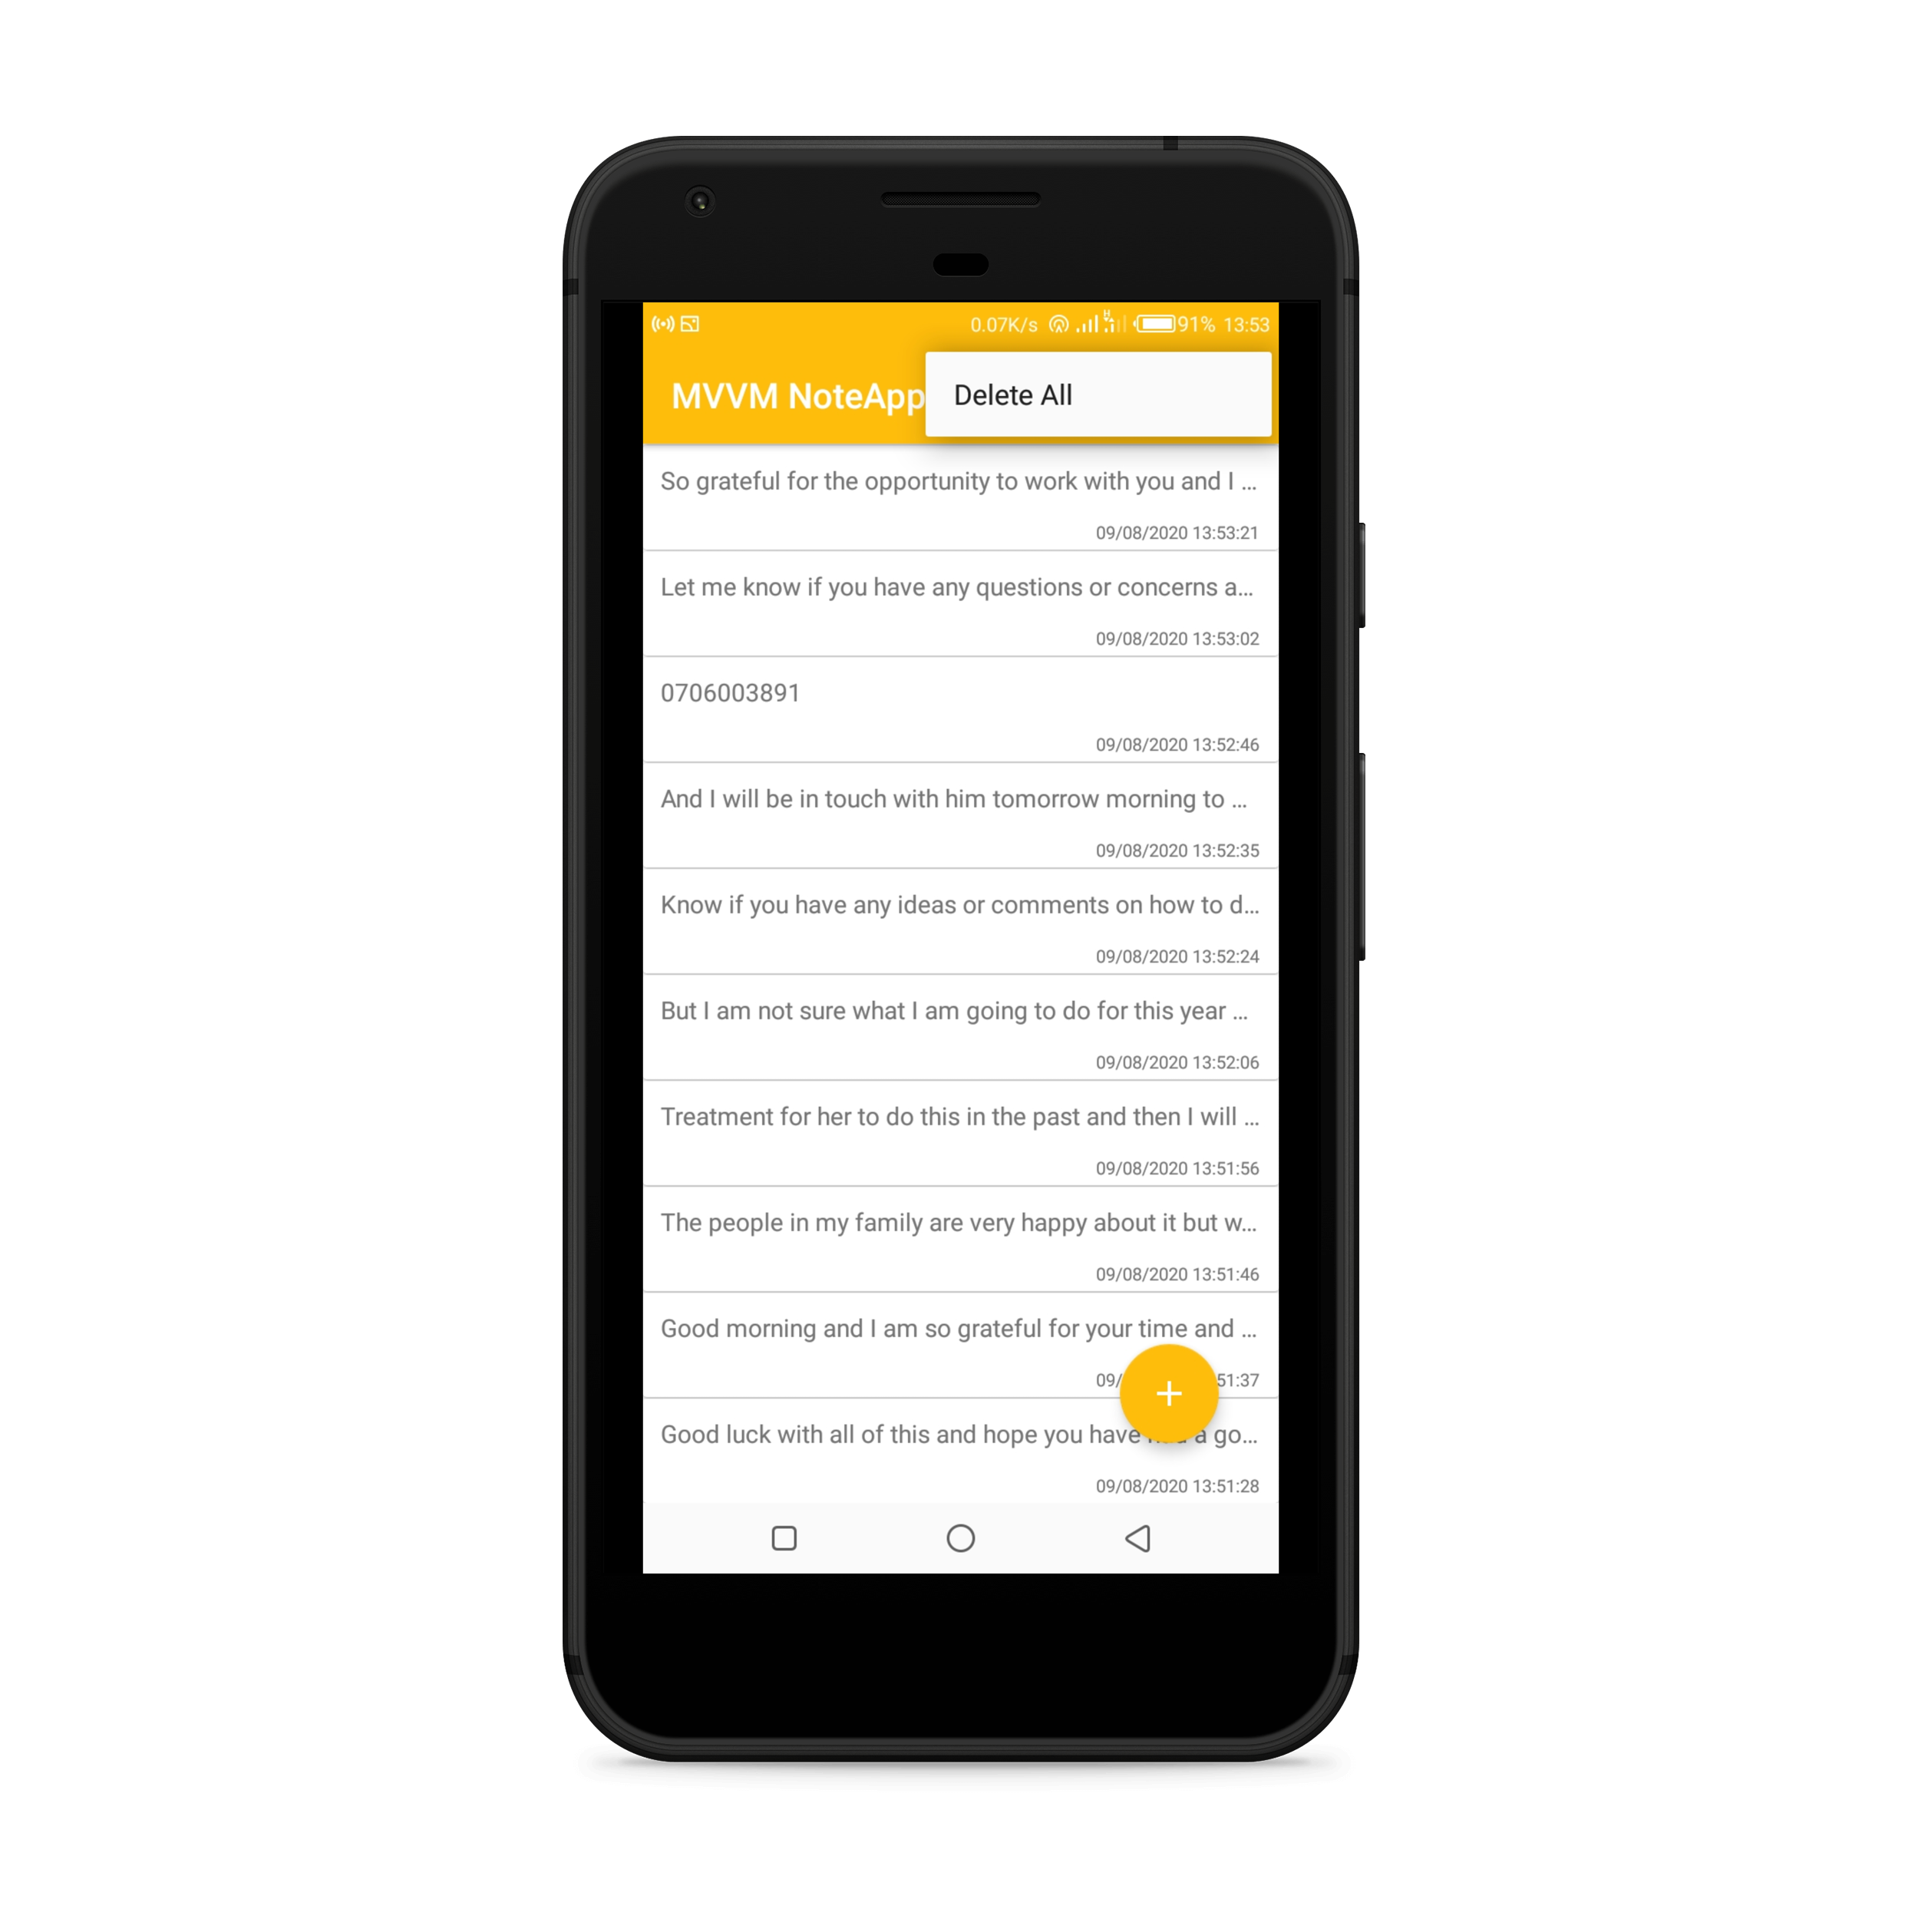 0.07K/s H 91% 13:53
MVVM NoteApp
Delete All
So grateful for the opportunity to work with you and I ...
09/08/2020 13:53:21
Let me know if you have any questions or concerns a...
09/08/2020 13:53:02
0706003891
09/08/2020 13:52:46
And I will be in touch with him tomorrow morning to ...
09/08/2020 13:52:35
Know if you have any ideas or comments on how to d...
09/08/2020 13:52:24
But I am not sure what I am going to do for this year ...
09/08/2020 13:52:06
Treatment for her to do this in the past and then I will ...
09/08/2020 13:51:56
The people in my family are very happy about it but w...
09/08/2020 13:51:46
Good morning and I am so grateful for your time and ...
09/ 51:37
Good luck with all of this and hope you have a go...
09/08/2020 13:51:28